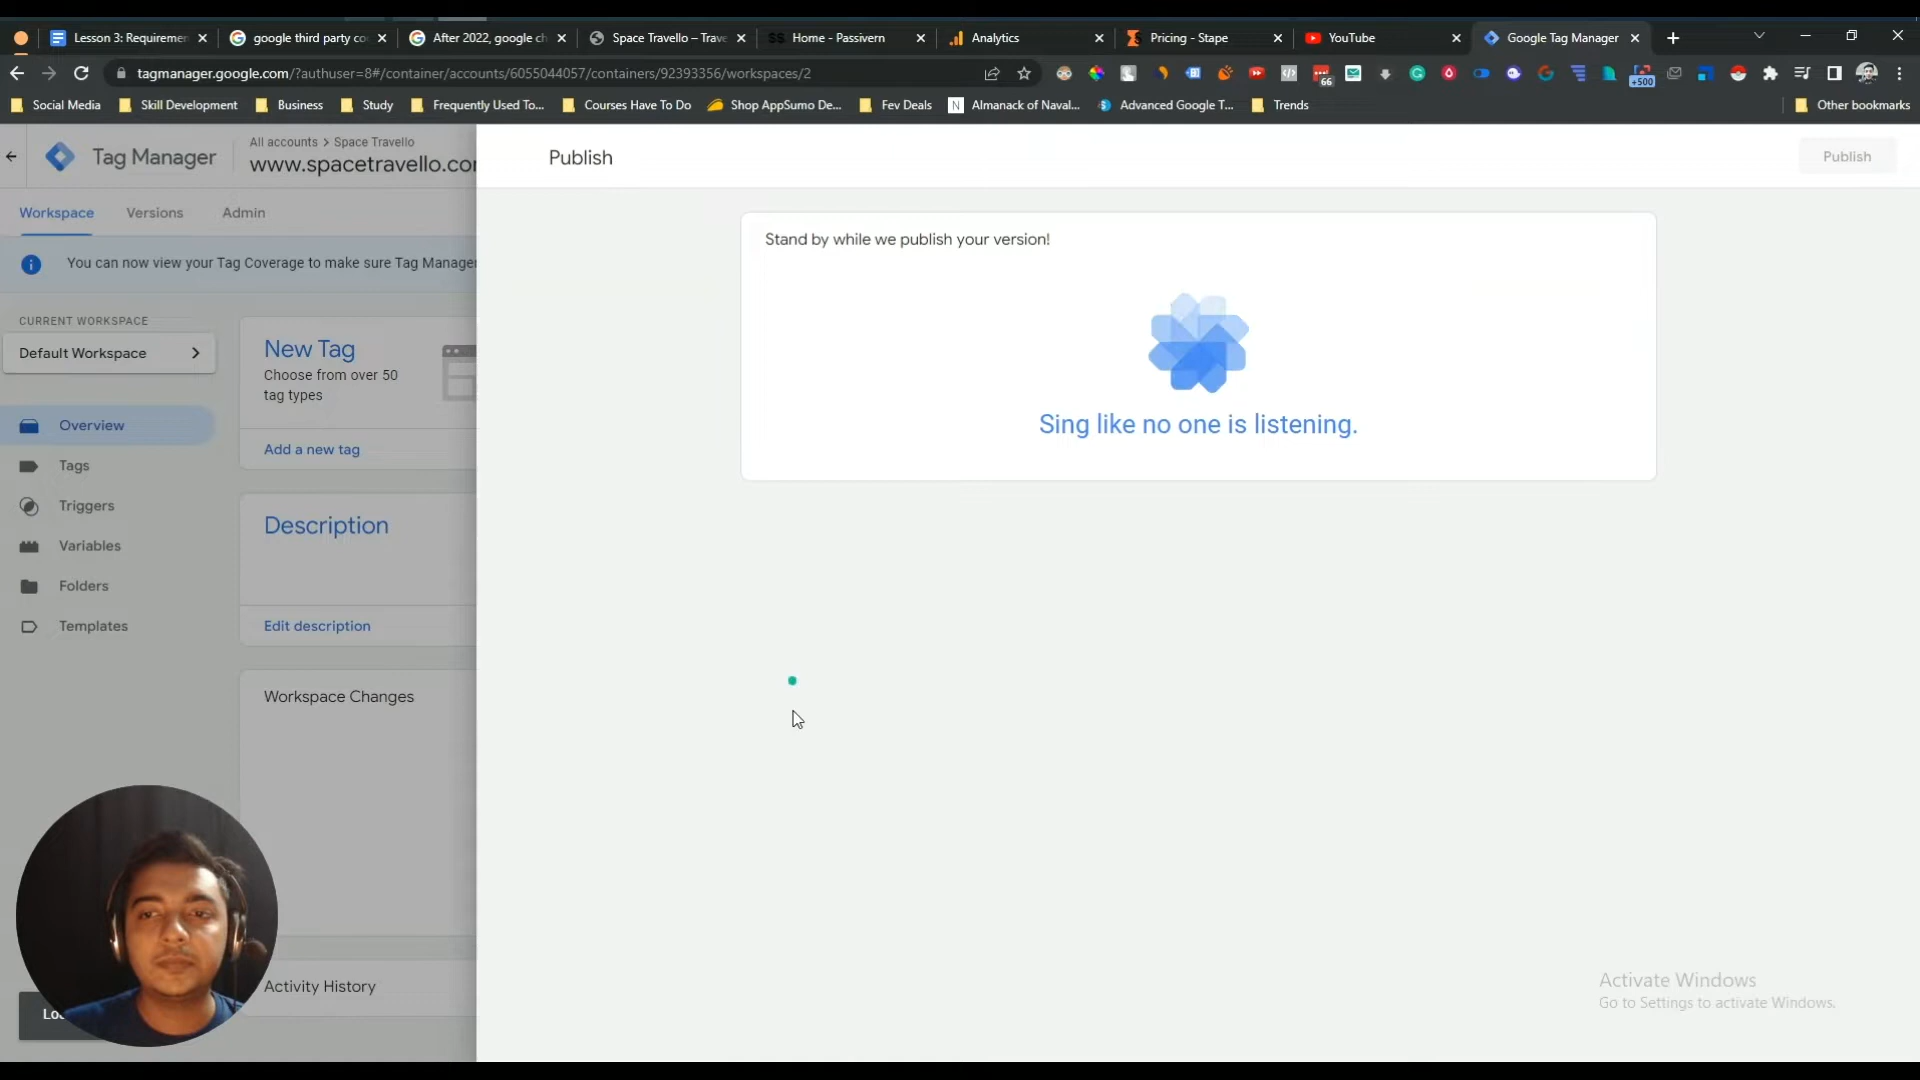 Lesson 3: Requiremen
google third party co
After 2022, google ch
Space Travello – Trave
Home - Passivern
Analytics
Pricing - Stape
YouTube
Google Tag Manager
tagmanager.google.com/?authuser=8#/container/accounts/6055044057/containers/92393356/workspaces/2
66
+500
Social Media
Skill Development
Business
Study
Frequently Used To...
Courses Have To Do
Shop AppSumo De...
Fev Deals
Almanack of Naval...
Advanced Google T...
Trends
Other bookmarks
Tag Manager
All accounts > Space Travello
www.spacetravello.com
Publish
Publish
Workspace
Versions
Admin
You can now view your Tag Coverage to make sure Tag Manager
CURRENT WORKSPACE
Default Workspace
Overview
Tags
Triggers
Variables
Folders
Templates
New Tag
Choose from over 50
tag types
Add a new tag
Description
Edit description
Workspace Changes
Activity History
Stand by while we publish your version!
Sing like no one is listening.
Activate Windows
Go to Settings to activate Windows.